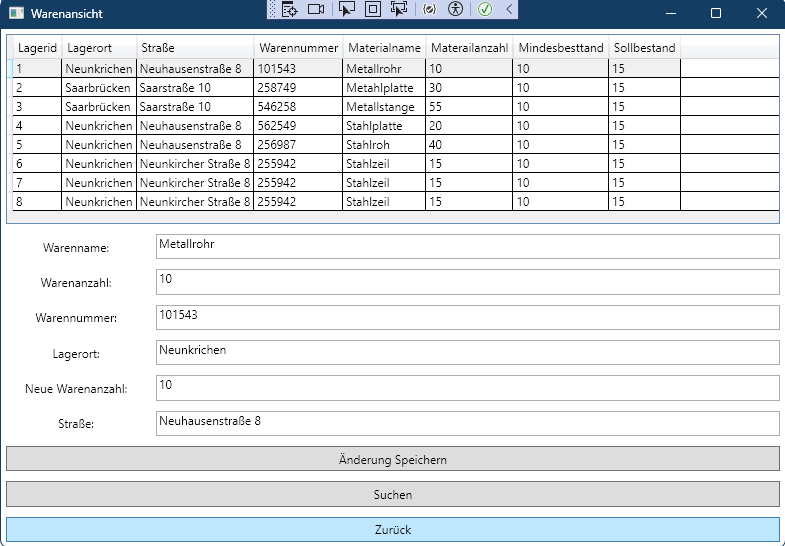 Warenansicht
Lagerid Lagerort Straße Warennummer Materialname Materailanzahl Mindesbesttand Sollbestand
1 Neunkrichen Neuhausenstraße 8 101543 Metallrohr 10 10 15
2 Saarbrücken Saarstraße 10 258749 Metahlplatte 30 10 15
3 Saarbrücken Saarstraße 10 546258 Metallstange 55 10 15
4 Neunkrichen Neuhausenstraße 8 562549 Stahlplatte 20 10 15
5 Neunkrichen Neuhausenstraße 8 256987 Stahlroh 40 10 15
6 Neunkrichen Neunkircher Straße 8 255942 Stahlzeil 15 10 15
7 Neunkrichen Neunkircher Straße 8 255942 Stahlzeil 15 10 15
8 Neunkrichen Neunkircher Straße 8 255942 Stahlzeil 15 10 15
Warenname: Metallrohr
Warenanzahl: 10
Warennummer: 101543
Lagerort: Neunkrichen
Neue Warenanzahl: 10
Straße: Neuhausenstraße 8
Änderung Speichern
Suchen
Zurück